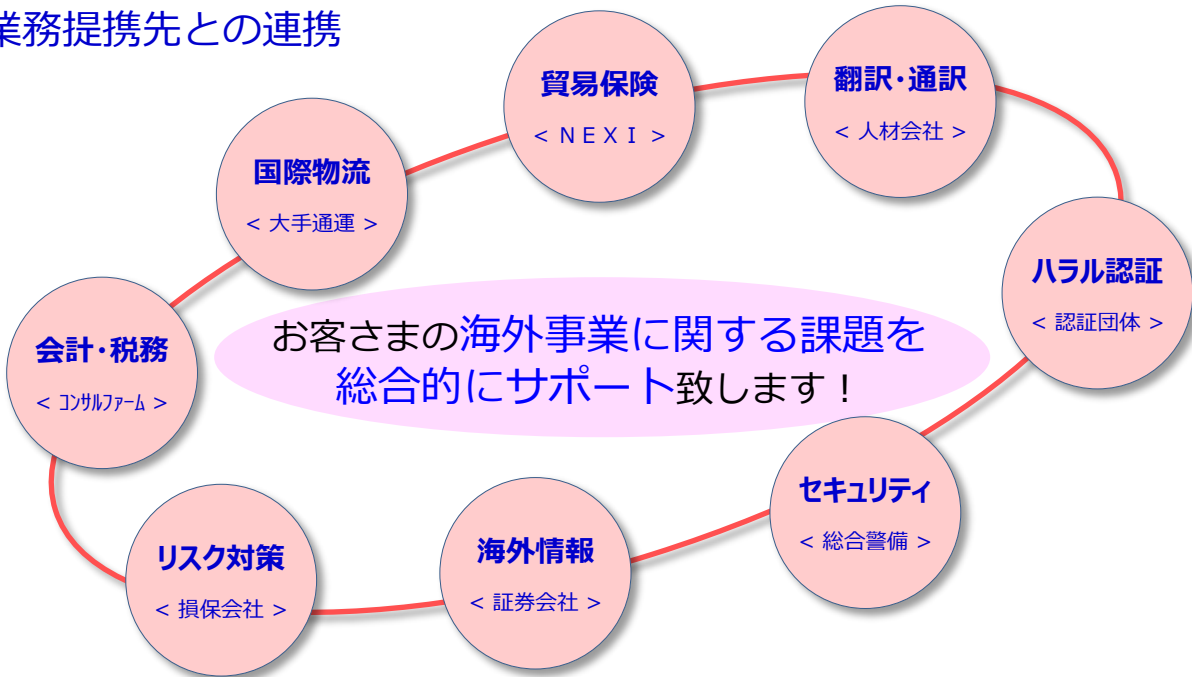 業務提携先との連携
貿易保険
< ＮＥＸＩ >
翻訳・通訳
< 人材会社 >
国際物流
< 大手通運 >
ハラル認証
< 認証団体 >
会計・税務
< ｺﾝｻﾙﾌｧｰﾑ >
お客さまの海外事業に関する課題を
総合的にサポート致します！
セキュリティ
< 総合警備 >
海外情報
< 証券会社 >
リスク対策
< 損保会社 >